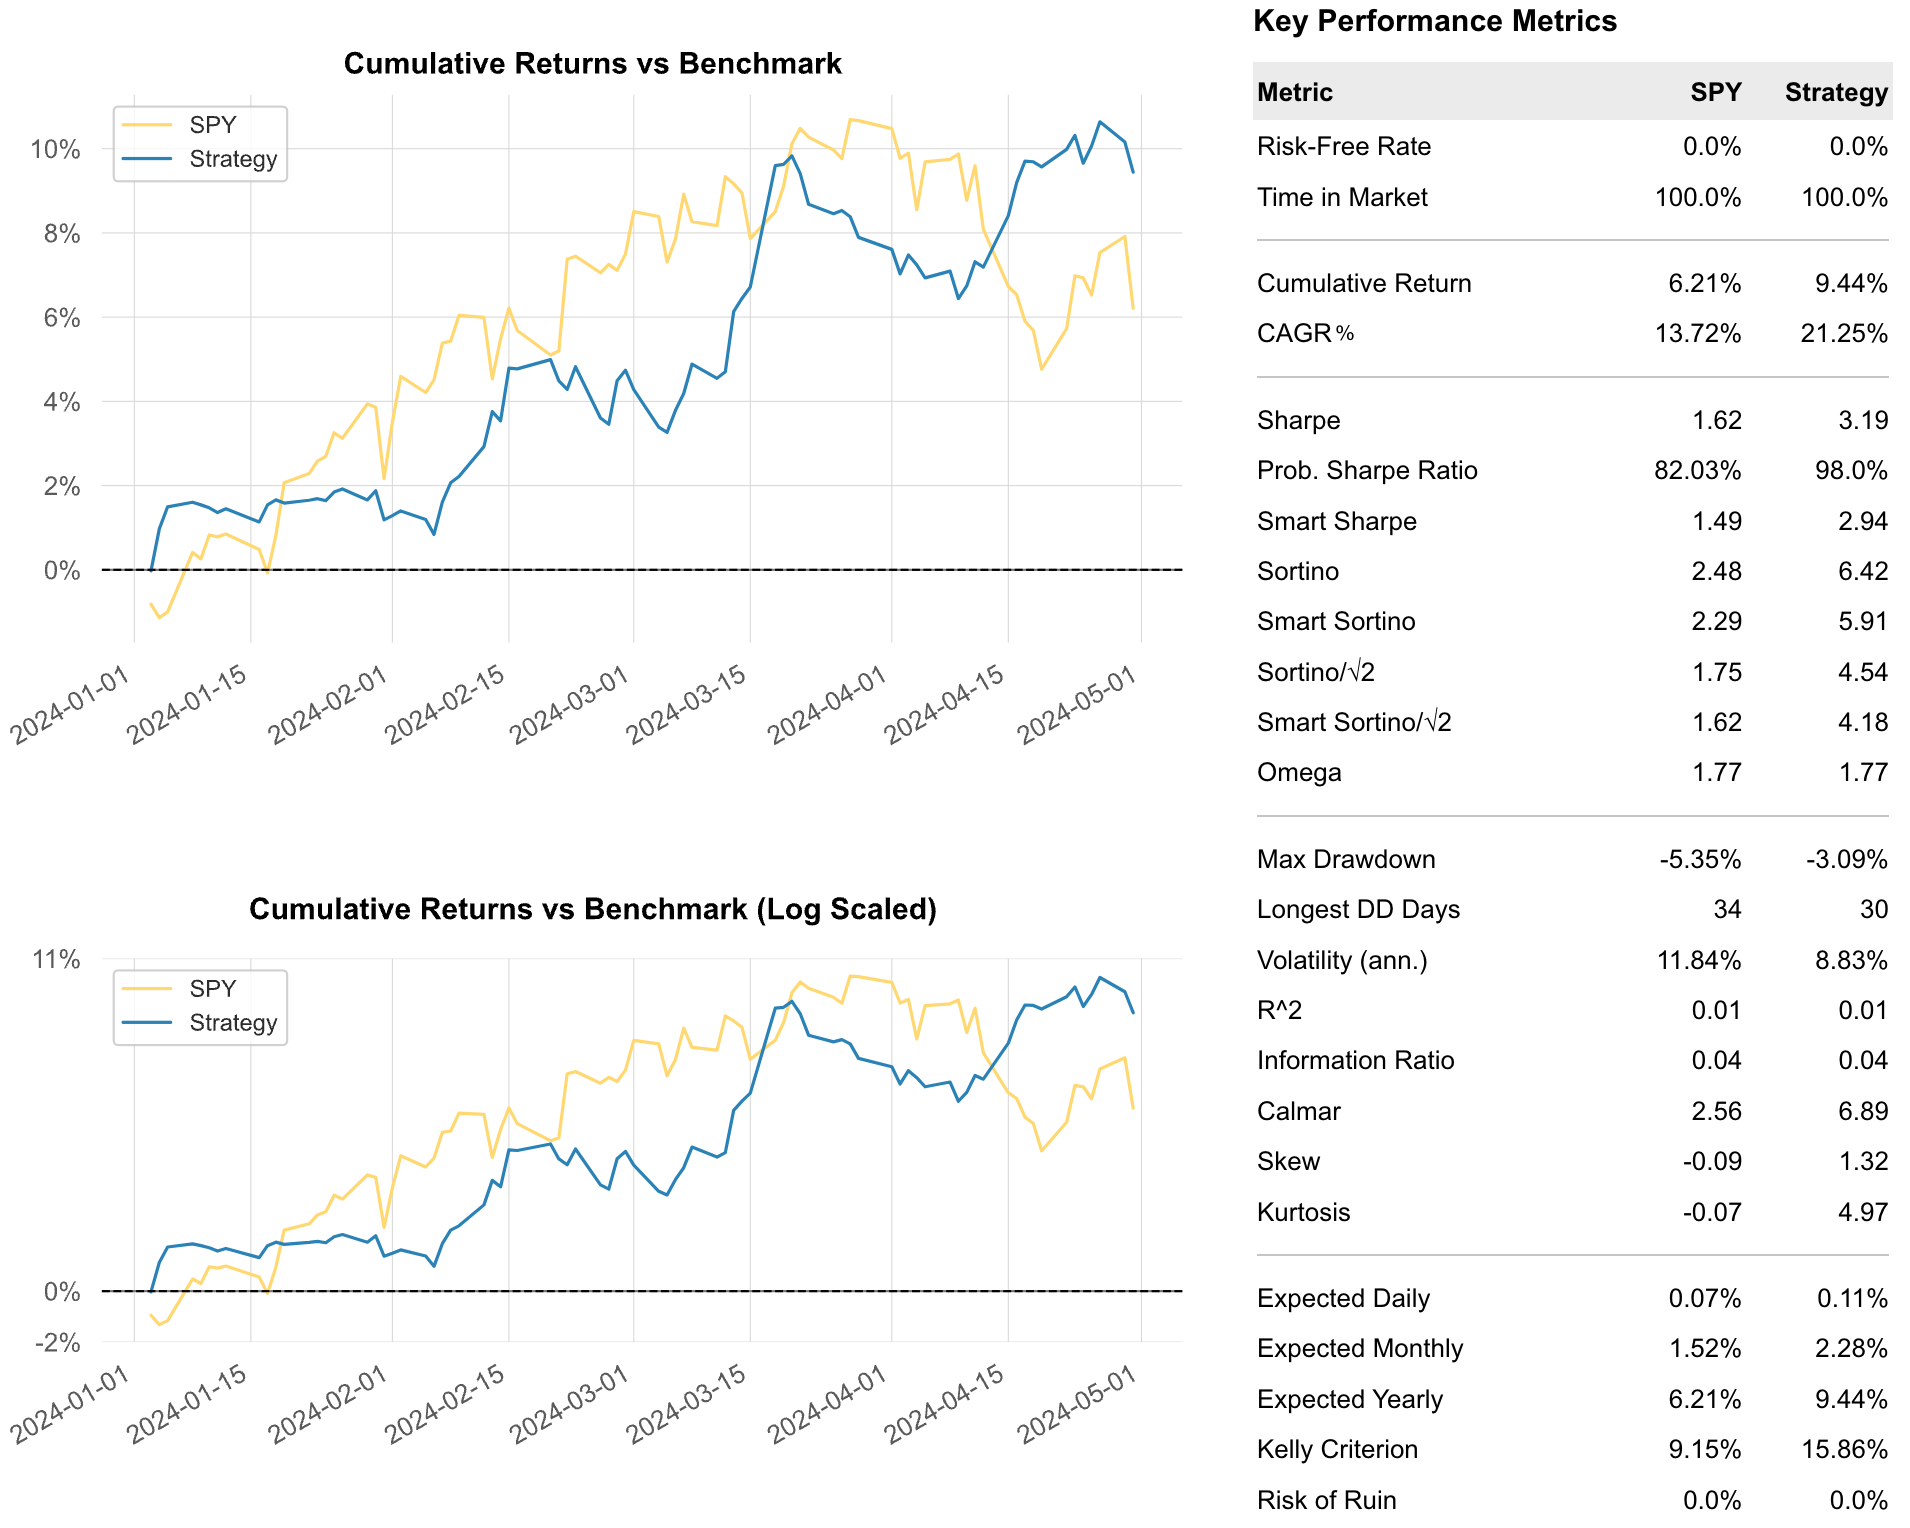 Cumulative Returns vs Benchmark
SPY
Strategy
10%
8%
6%
4%
2%
0%
2024-01-01
2024-01-15
2024-02-01
2024-02-15
2024-03-01
2024-03-15
2024-04-01
2024-04-15
2024-05-01
Cumulative Returns vs Benchmark (Log Scaled)
11%
SPY
Strategy
0%
-2%
2024-01-01
2024-01-15
2024-02-01
2024-02-15
2024-03-01
2024-03-15
2024-04-01
2024-04-15
2024-05-01
Key Performance Metrics
Metric SPY Strategy
Risk-Free Rate 0.0% 0.0%
Time in Market 100.0% 100.0%
Cumulative Return 6.21% 9.44%
CAGR﹪ 13.72% 21.25%
Sharpe 1.62 3.19
Prob. Sharpe Ratio 82.03% 98.0%
Smart Sharpe 1.49 2.94
Sortino 2.48 6.42
Smart Sortino 2.29 5.91
Sortino/√2 1.75 4.54
Smart Sortino/√2 1.62 4.18
Omega 1.77 1.77
Max Drawdown -5.35% -3.09%
Longest DD Days 34 30
Volatility (ann.) 11.84% 8.83%
R^2 0.01 0.01
Information Ratio 0.04 0.04
Calmar 2.56 6.89
Skew -0.09 1.32
Kurtosis -0.07 4.97
Expected Daily 0.07% 0.11%
Expected Monthly 1.52% 2.28%
Expected Yearly 6.21% 9.44%
Kelly Criterion 9.15% 15.86%
Risk of Ruin 0.0% 0.0%